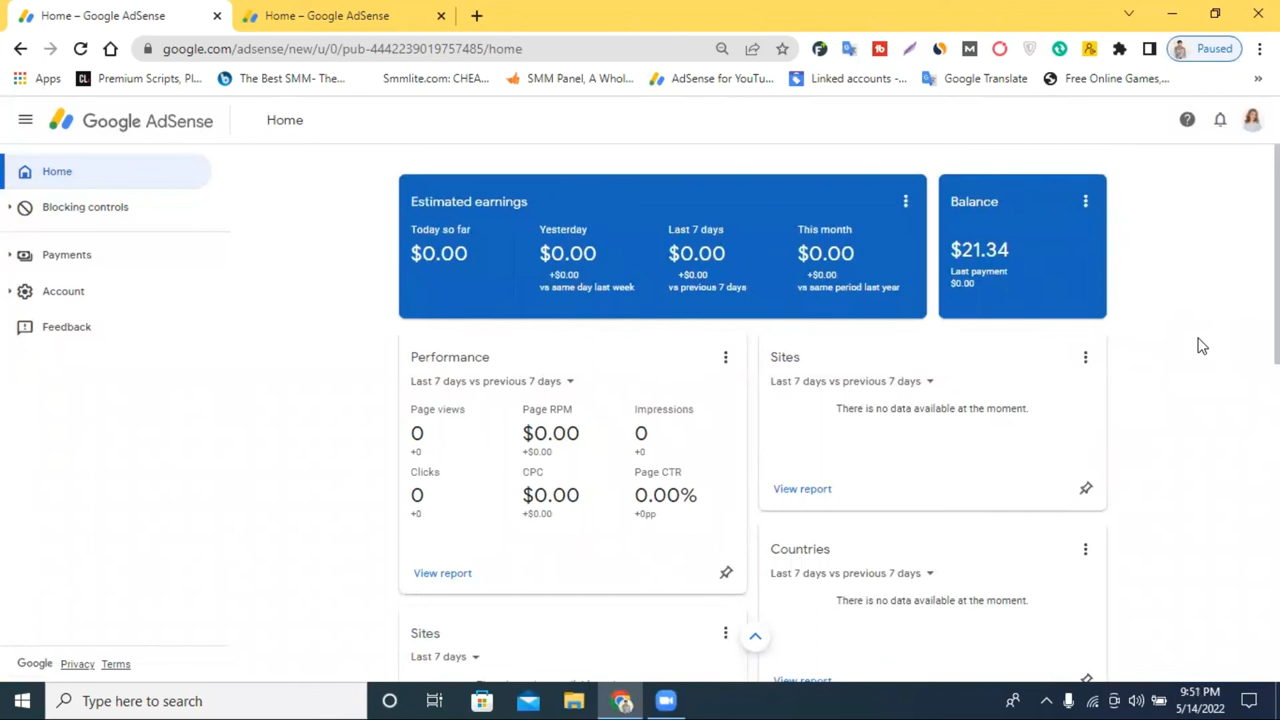 Home – Google AdSense
Home – Google AdSense
google.com/adsense/new/u/0/pub-4442239019757485/home
Paused
Apps
Premium Scripts, Pl...
The Best SMM- The...
Smmlite.com: CHEA...
SMM Panel, A Whol...
AdSense for YouTu...
Linked accounts -...
Google Translate
Free Online Games,...
Google AdSense
Home
Home
Blocking controls
Payments
Account
Feedback
Estimated earnings
Today so far
Yesterday
Last 7 days
This month
$0.00
$0.00
$0.00
$0.00
+$0.00
+$0.00
+$0.00
vs same day last week
vs previous 7 days
vs same period last year
Balance
$21.34
Last payment
$0.00
Performance
Last 7 days vs previous 7 days
Page views
Page RPM
Impressions
0
$0.00
0
+0
+$0.00
+0
Clicks
CPC
Page CTR
0
$0.00
0.00%
+0
+$0.00
+0pp
View report
Sites
Last 7 days vs previous 7 days
There is no data available at the moment.
View report
Countries
Last 7 days vs previous 7 days
There is no data available at the moment.
View report
Sites
Last 7 days
Google
Privacy
Terms
Type here to search
9:51 PM
5/14/2022